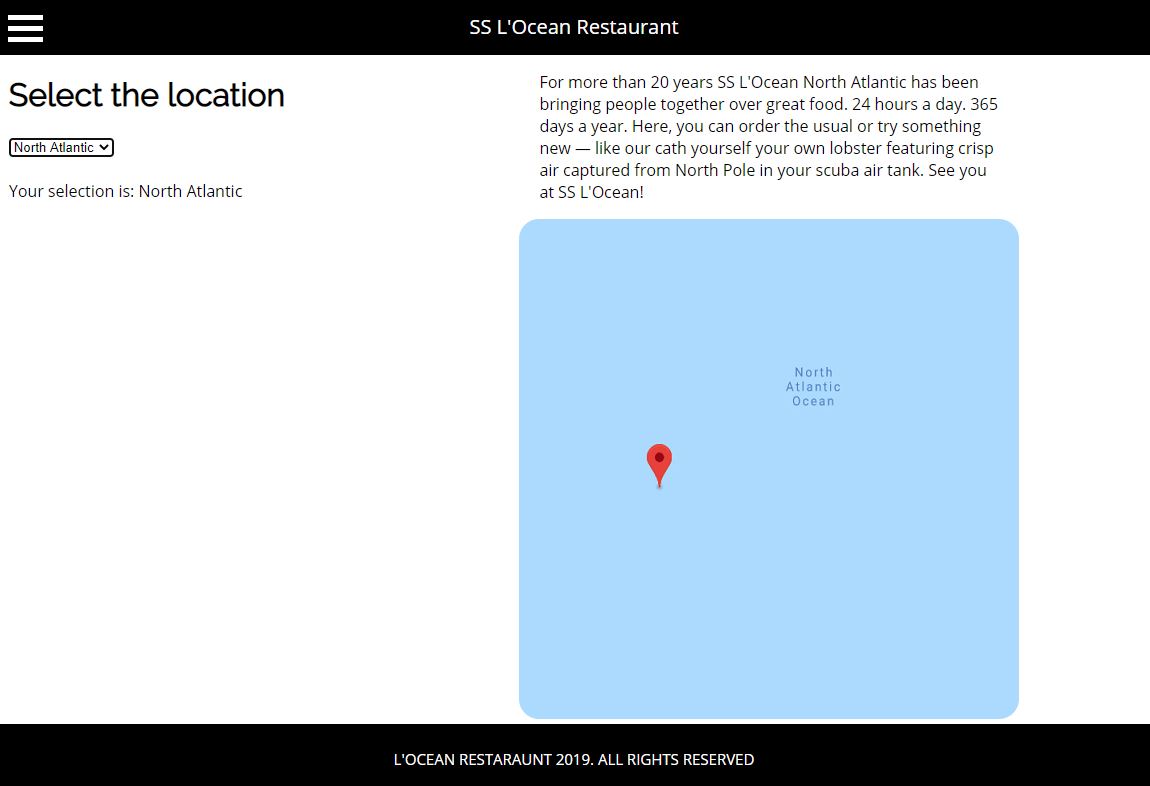 SS L'Ocean Restaurant
Select the location
North Atlantic
Your selection is: North Atlantic
For more than 20 years SS L'Ocean North Atlantic has been
bringing people together over great food. 24 hours a day. 365
days a year. Here, you can order the usual or try something
new — like our cath yourself your own lobster featuring crisp
air captured from North Pole in your scuba air tank. See you
at SS L'Ocean!
North
Atlantic
Ocean
L'OCEAN RESTARAUNT 2019. ALL RIGHTS RESERVED